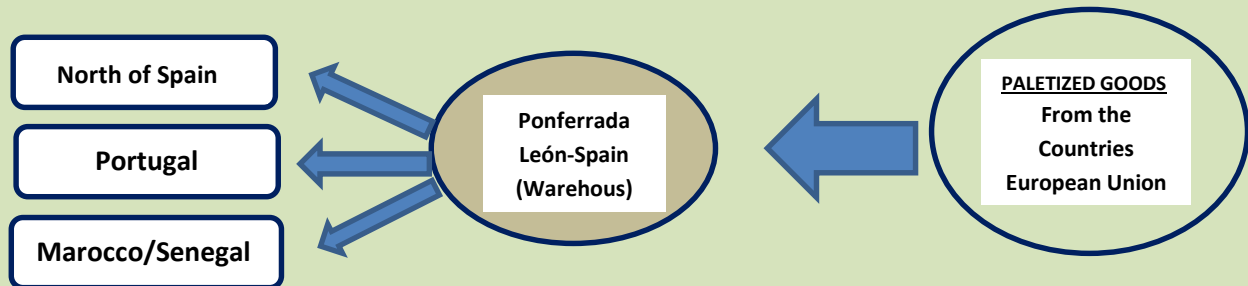 North of Spain
Portugal
Marocco/Senegal
Ponferrada
León-Spain
(Warehous)
PALETIZED GOODS
From the
Countries
European Union